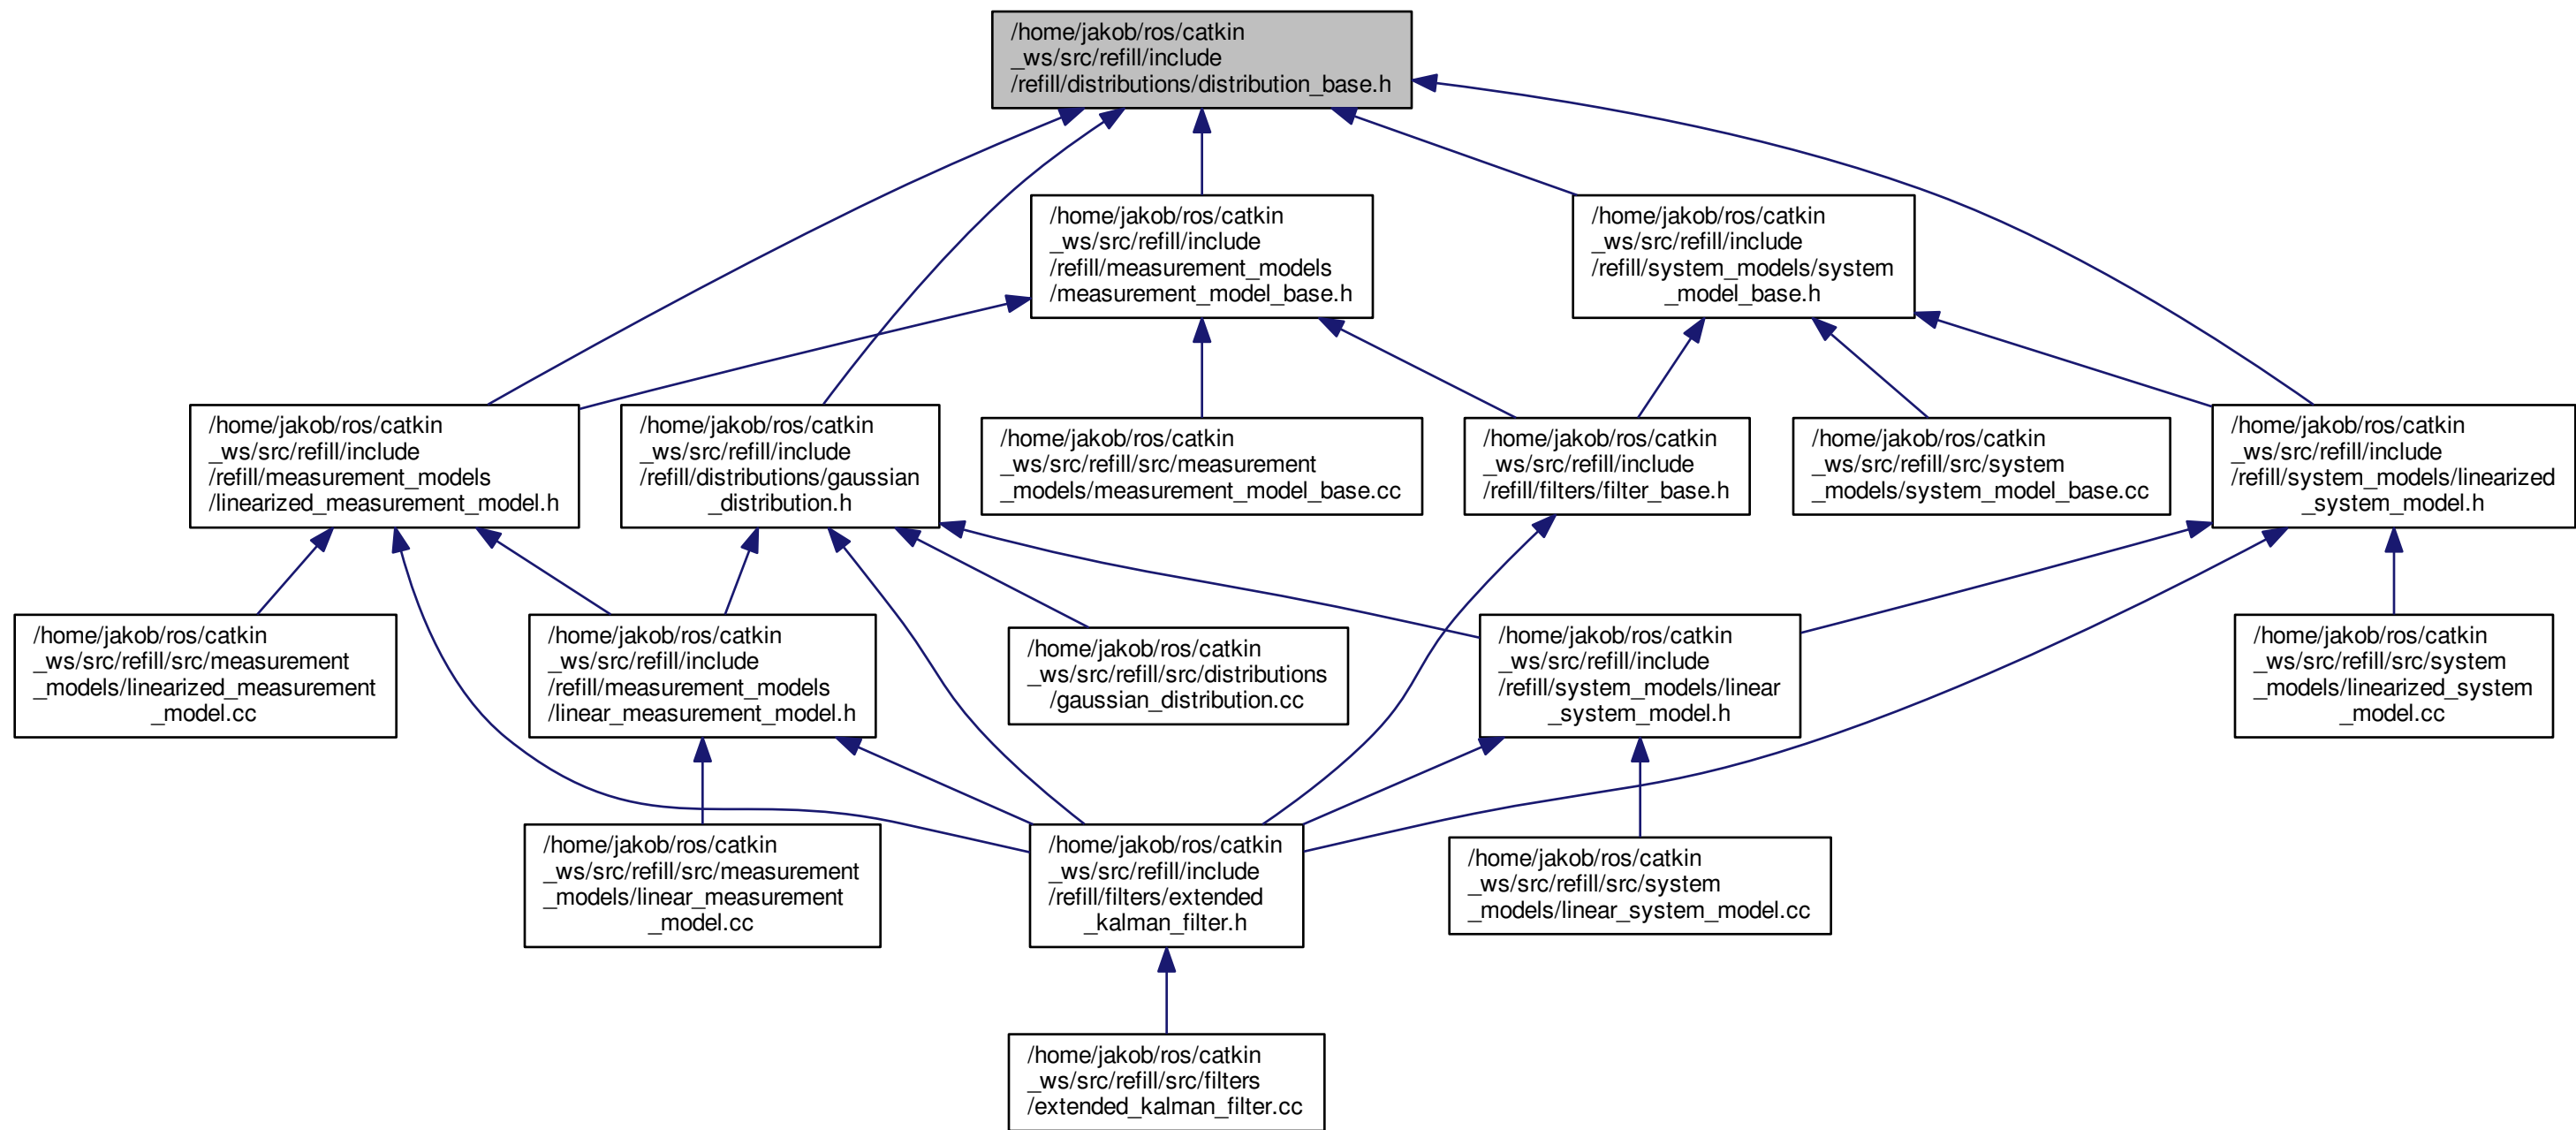 /home/jakob/ros/catkin
_ws/src/refill/include
/refill/distributions/distribution_base.h
/home/jakob/ros/catkin
_ws/src/refill/include
/refill/measurement_models
/measurement_model_base.h
/home/jakob/ros/catkin
_ws/src/refill/include
/refill/system_models/system
_model_base.h
/home/jakob/ros/catkin
_ws/src/refill/include
/refill/measurement_models
/linearized_measurement_model.h
/home/jakob/ros/catkin
_ws/src/refill/include
/refill/distributions/gaussian
_distribution.h
/home/jakob/ros/catkin
_ws/src/refill/src/measurement
_models/measurement_model_base.cc
/home/jakob/ros/catkin
_ws/src/refill/include
/refill/filters/filter_base.h
/home/jakob/ros/catkin
_ws/src/refill/src/system
_models/system_model_base.cc
/home/jakob/ros/catkin
_ws/src/refill/include
/refill/system_models/linearized
_system_model.h
/home/jakob/ros/catkin
_ws/src/refill/src/measurement
_models/linearized_measurement
_model.cc
/home/jakob/ros/catkin
_ws/src/refill/include
/refill/measurement_models
/linear_measurement_model.h
/home/jakob/ros/catkin
_ws/src/refill/src/distributions
/gaussian_distribution.cc
/home/jakob/ros/catkin
_ws/src/refill/include
/refill/system_models/linear
_system_model.h
/home/jakob/ros/catkin
_ws/src/refill/src/system
_models/linearized_system
_model.cc
/home/jakob/ros/catkin
_ws/src/refill/src/measurement
_models/linear_measurement
_model.cc
/home/jakob/ros/catkin
_ws/src/refill/include
/refill/filters/extended
_kalman_filter.h
/home/jakob/ros/catkin
_ws/src/refill/src/system
_models/linear_system_model.cc
/home/jakob/ros/catkin
_ws/src/refill/src/filters
/extended_kalman_filter.cc